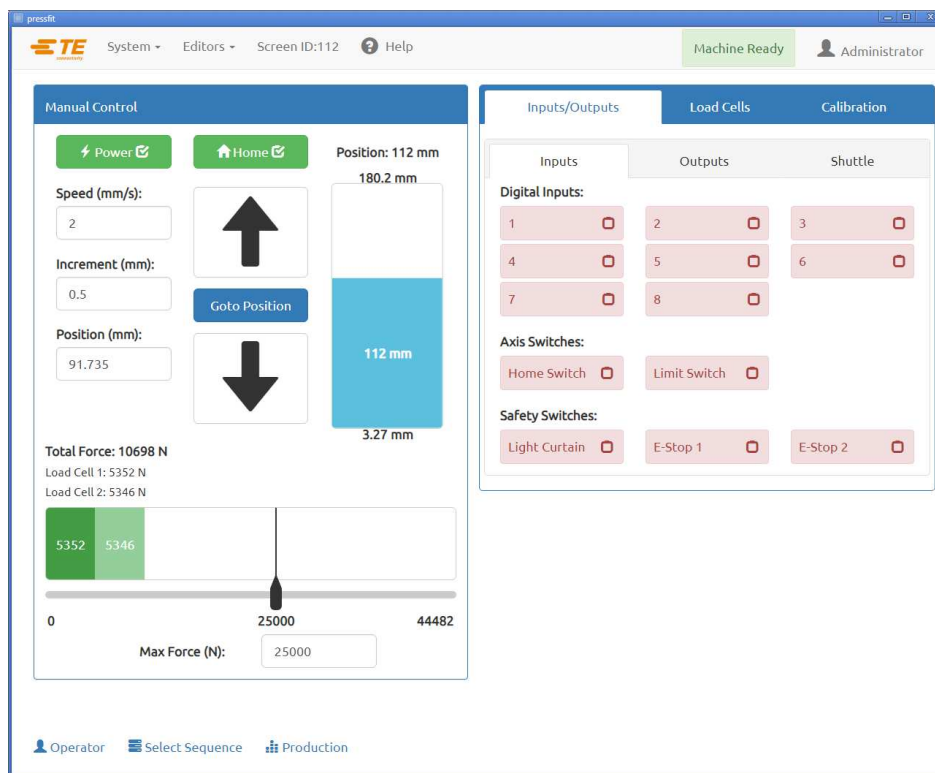 pressfit
TE
connectivity
System
Editors
Screen ID:112
Help
Machine Ready
Administrator
Manual Control
Power
Home
Position: 112 mm
180.2 mm
Speed (mm/s):
2
Increment (mm):
0.5
Goto Position
Position (mm):
91.735
112 mm
3.27 mm
Total Force: 10698 N
Load Cell 1: 5352 N
Load Cell 2: 5346 N
5352 5346
0 25000 44482
Max Force (N): 25000
Inputs/Outputs Load Cells Calibration
Inputs Outputs Shuttle
Digital Inputs:
1 2 3
4 5 6
7 8
Axis Switches:
Home Switch Limit Switch
Safety Switches:
Light Curtain E-Stop 1 E-Stop 2
Operator Select Sequence Production